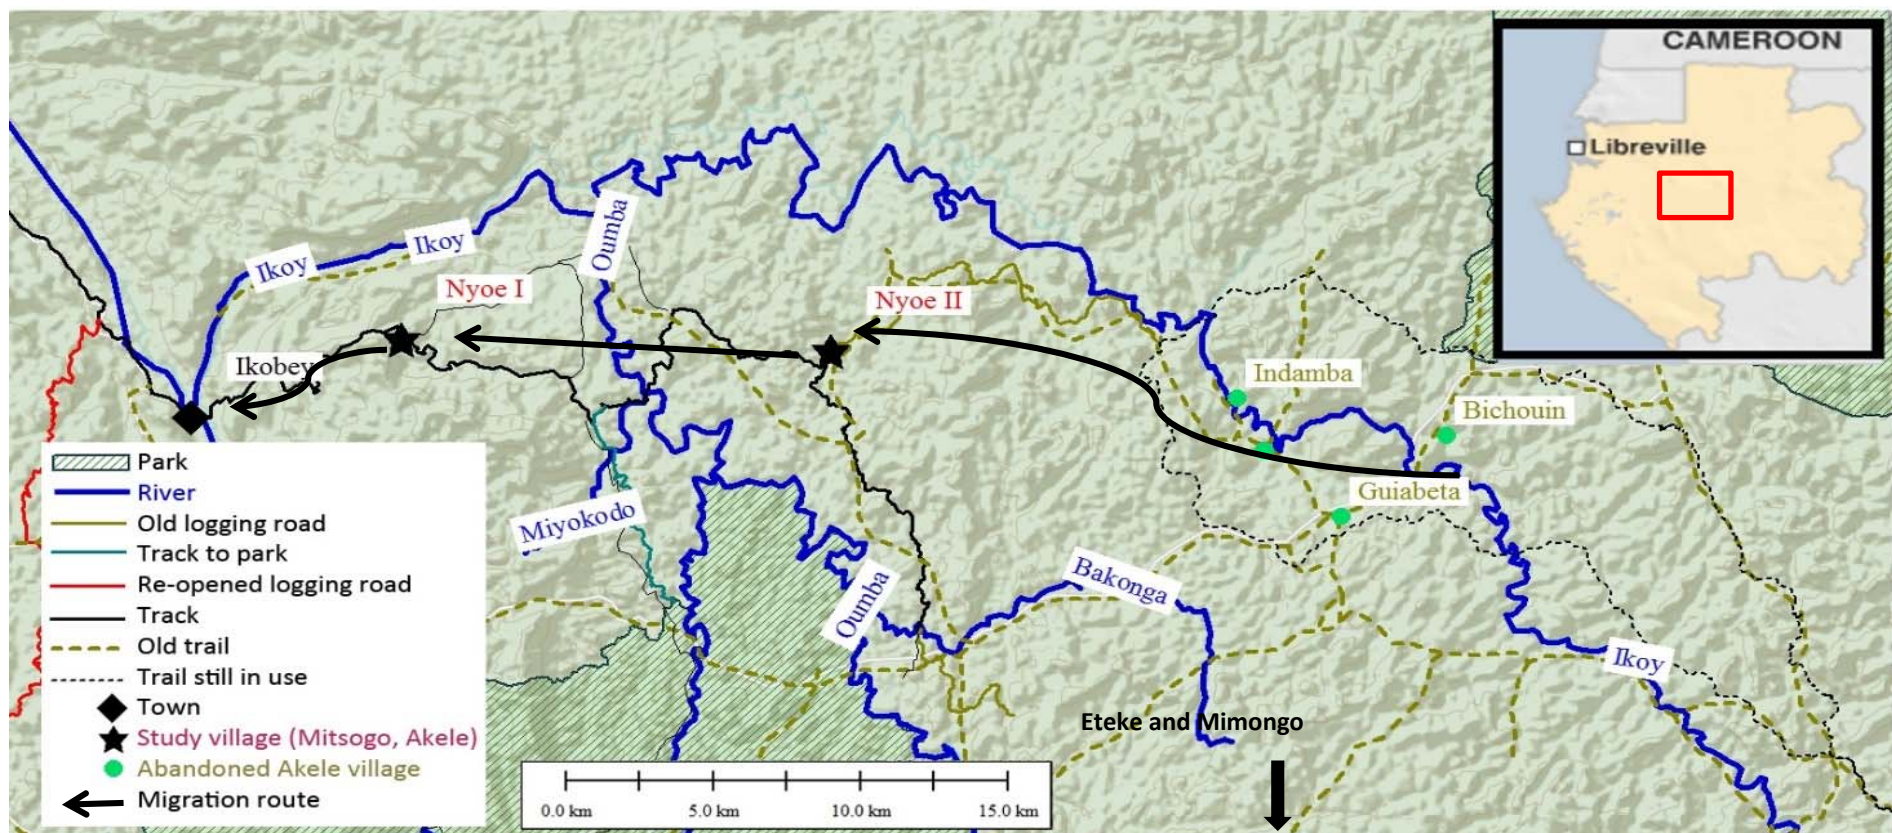 CAMEROON
Libreville
Oumba
Ikoy
Ikoy
Nyoe I
Nyoe II
Ikobey
Indamba
Bichouin
Guiabeta
Miyokodo
Bakonga
Oumba
Ikoy
Eteke and Mimongo
Park
River
Old logging road
Track to park
Re-opened logging road
Track
Old trail
Trail still in use
Town
Study village (Mitsogo, Akele)
Abandoned Akele village
Migration route
0.0 km 5.0 km 10.0 km 15.0 km